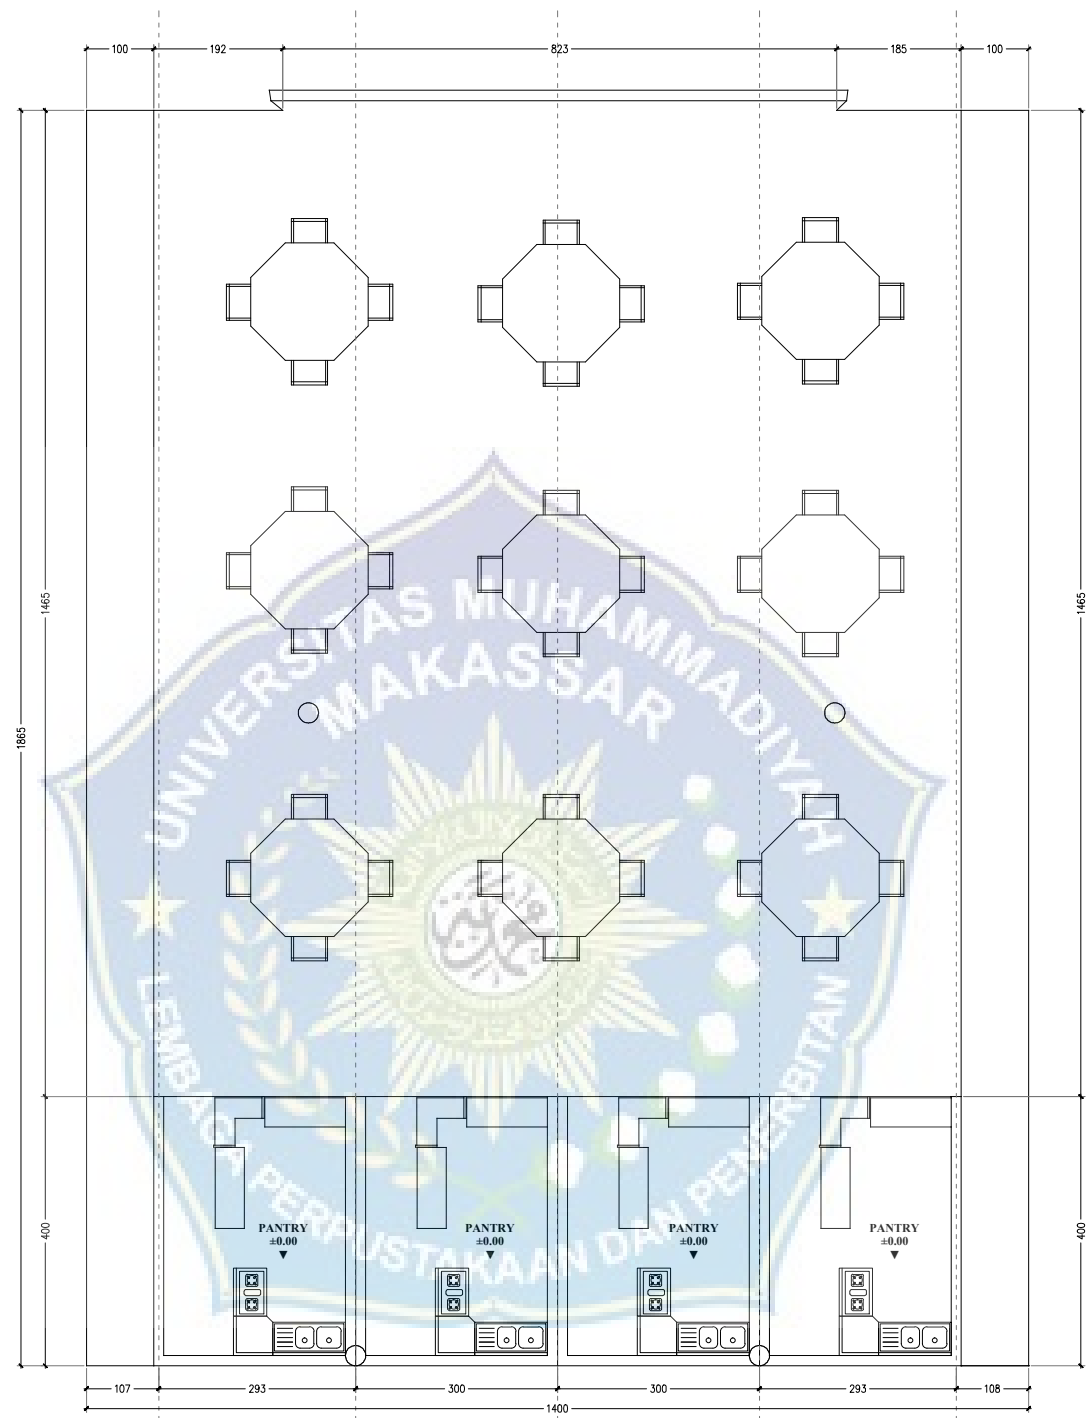 100 192 823 185 100
1465
1865
1465
UNIVERSITAS MUHAMMADIYAH
MAKASSAR
LEMBAGA PERPUSTAKAAN DAN PENERBITAN
PANTRY
±0.00
PANTRY
±0.00
PANTRY
±0.00
PANTRY
±0.00
400
400
107 293 300 300 293 108
1400